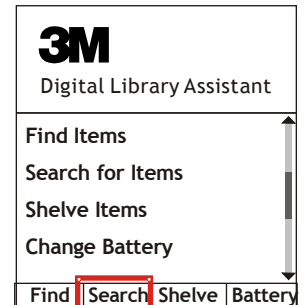 3M
Digital Library Assistant
Find Items
Search for Items
Shelve Items
Change Battery
Find Search Shelve Battery